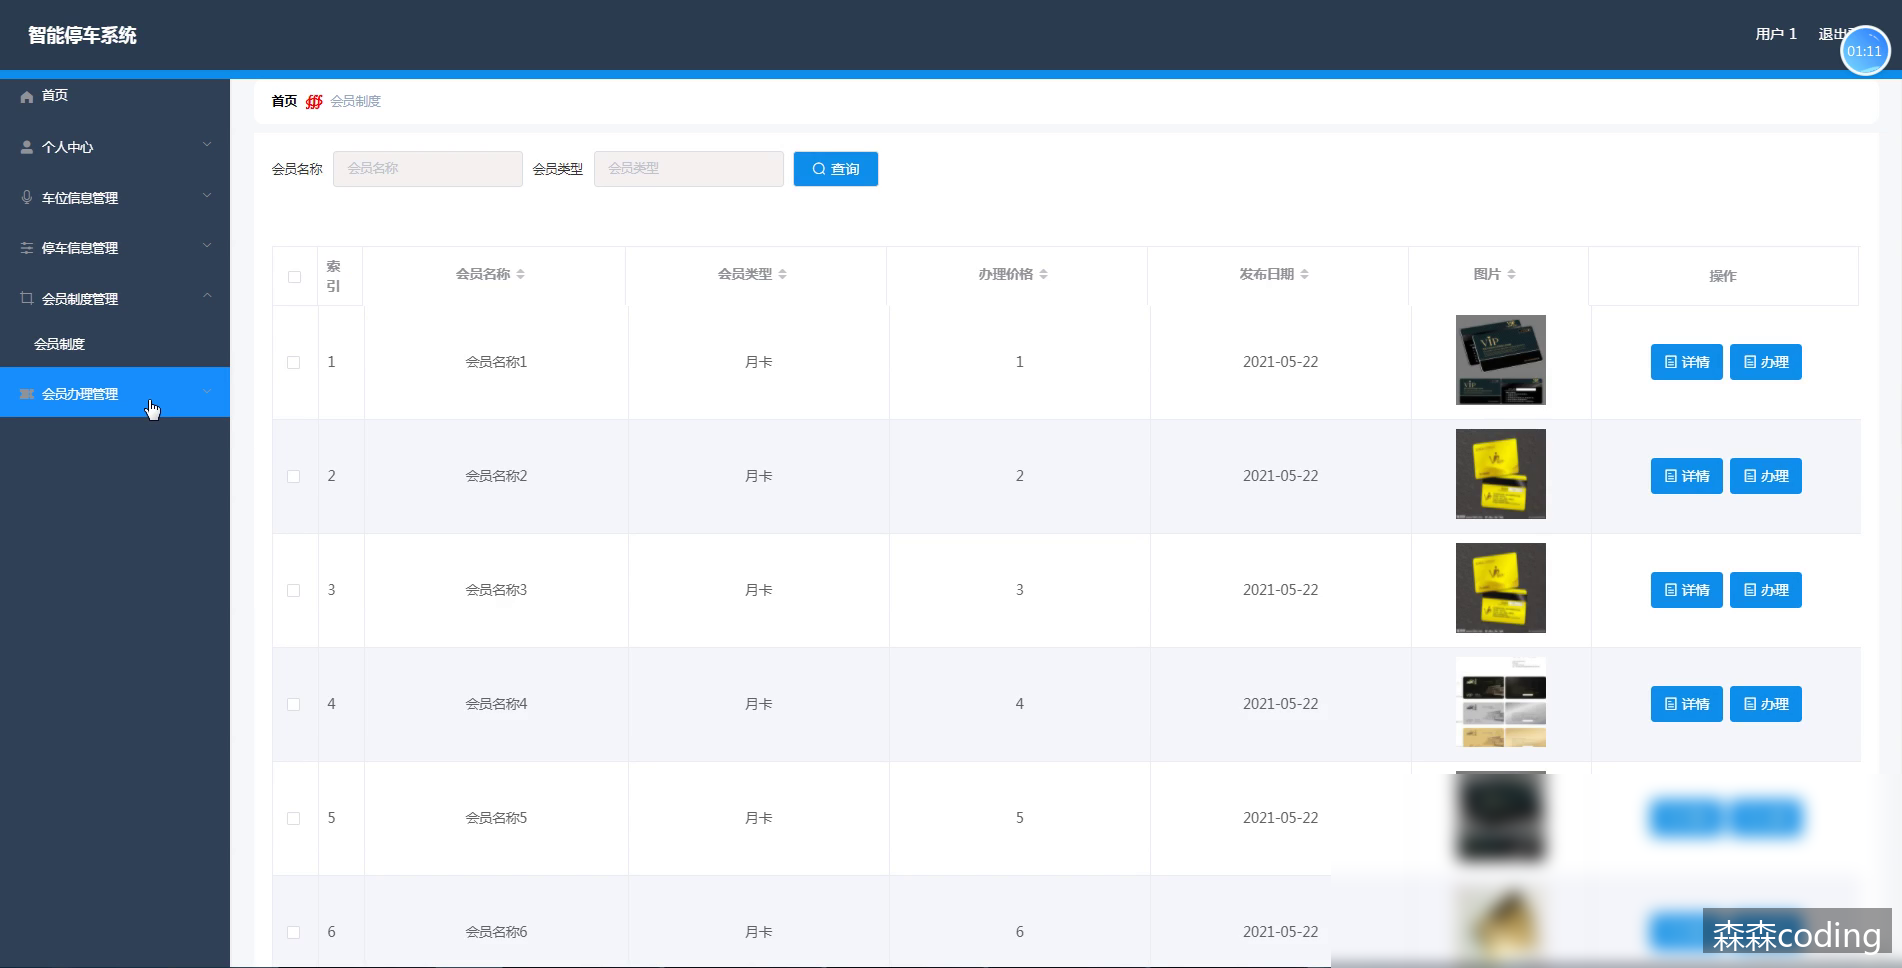 智能停车系统
用户 1 退出
01:11
首页
个人中心
车位信息管理
停车信息管理
会员制度管理
会员制度
会员办理管理
首页 会员制度
会员名称 会员名称 会员类型 会员类型 查询
索引 会员名称 会员类型 办理价格 发布日期 图片 操作
1 会员名称1 月卡 1 2021-05-22 VIP 详情 办理
2 会员名称2 月卡 2 2021-05-22 详情 办理
3 会员名称3 月卡 3 2021-05-22 详情 办理
4 会员名称4 月卡 4 2021-05-22 详情 办理
5 会员名称5 月卡 5 2021-05-22
6 会员名称6 月卡 6 2021-05-22
森森coding